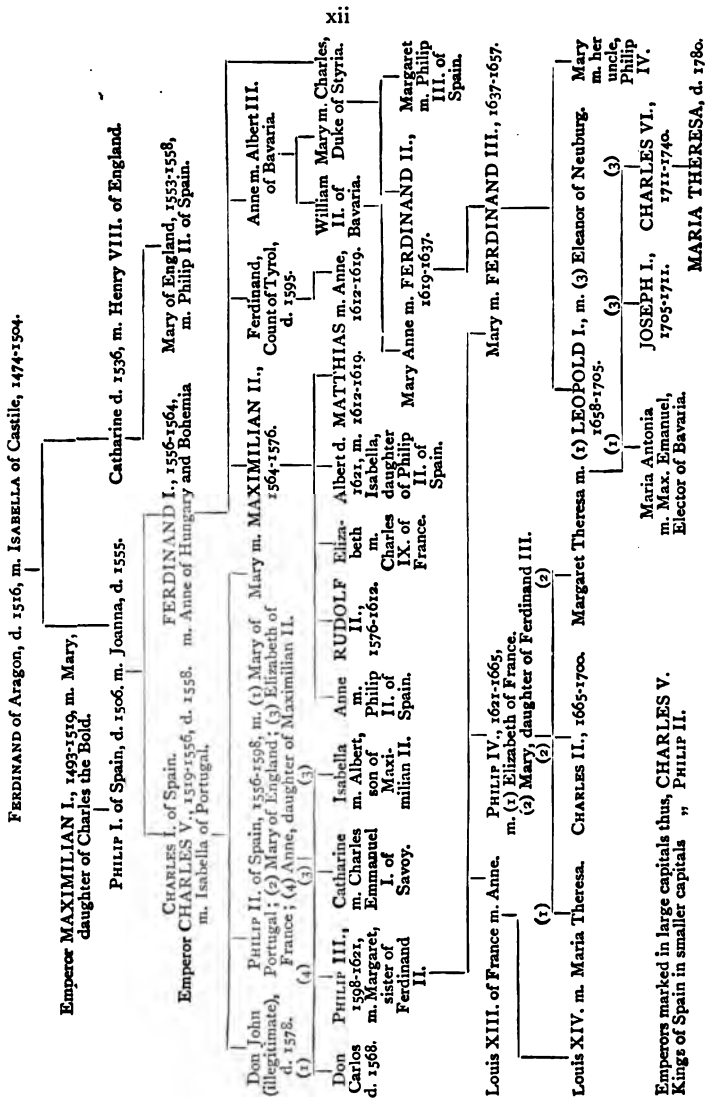 xii
FERDINAND of Aragon, d. 1516, m. ISABELLA of Castile, 1474-1504.
Emperor MAXIMILIAN I., 1493-1519, m. Mary,
daughter of Charles the Bold.
PHILIP I. of Spain, d. 1506, m. Joanna, d. 1555.
Catharine d. 1536, m. Henry VIII. of England.
CHARLES I. of Spain.
Emperor CHARLES V., 1519-1556, d. 1558.
m. Isabella of Portugal.
FERDINAND I., 1556-1564,
m. Anne of Hungary and Bohemia
Mary of England, 1553-1558,
m. Philip II. of Spain.
Don John
(illegitimate),
d. 1578.
PHILIP II. of Spain, 1556-1598, m. (1) Mary of
Portugal; (2) Mary of England; (3) Elizabeth of
France; (4) Anne, daughter of Maximilian II.
Mary m. MAXIMILIAN II.,
1564-1576.
Ferdinand,
Count of Tyrol,
d. 1595.
Anne m. Albert III.
of Bavaria.
(1)
(4)
(3)
(3)
Don
Carlos
d. 1568.
PHILIP III.,
1598-1621,
m. Margaret,
sister of
Ferdinand
II.
Catharine
m. Charles
Emmanuel
I. of
Savoy.
Isabella
m. Albert,
son of
Maxi-
milian II.
Anne
m.
Philip
II. of
Spain.
RUDOLF
II.,
1576-1612.
Eliza-
beth
m.
Charles
IX. of
France.
Albert d.
1621, m.
Isabella,
daughter
of Philip
II. of
Spain.
MATTHIAS m. Anne,
1612-1619. 1612-1619.
William
II. of
Bavaria.
Mary m. Charles,
Duke of Styria.
Mary Anne m. FERDINAND II.,
1619-1637.
Margaret
m. Philip
III. of
Spain.
Louis XIII. of France m. Anne.
PHILIP IV., 1621-1665,
m. (1) Elizabeth of France.
(2) Mary, daughter of Ferdinand III.
Mary m. FERDINAND III., 1637-1657.
(1)
(2)
(2)
Louis XIV. m. Maria Theresa.
CHARLES II., 1665-1700.
Margaret Theresa m. (1) LEOPOLD I., m. (3) Eleanor of Neuburg.
1658-1705.
Mary
m. her
uncle,
Philip
IV.
(1)
(3)
(3)
Maria Antonia
m. Max. Emanuel,
Elector of Bavaria.
JOSEPH I.,
1705-1711.
CHARLES VI.,
1711-1740.
MARIA THERESA, d. 1780.
Emperors marked in large capitals thus, CHARLES V.
Kings of Spain in smaller capitals „ PHILIP II.